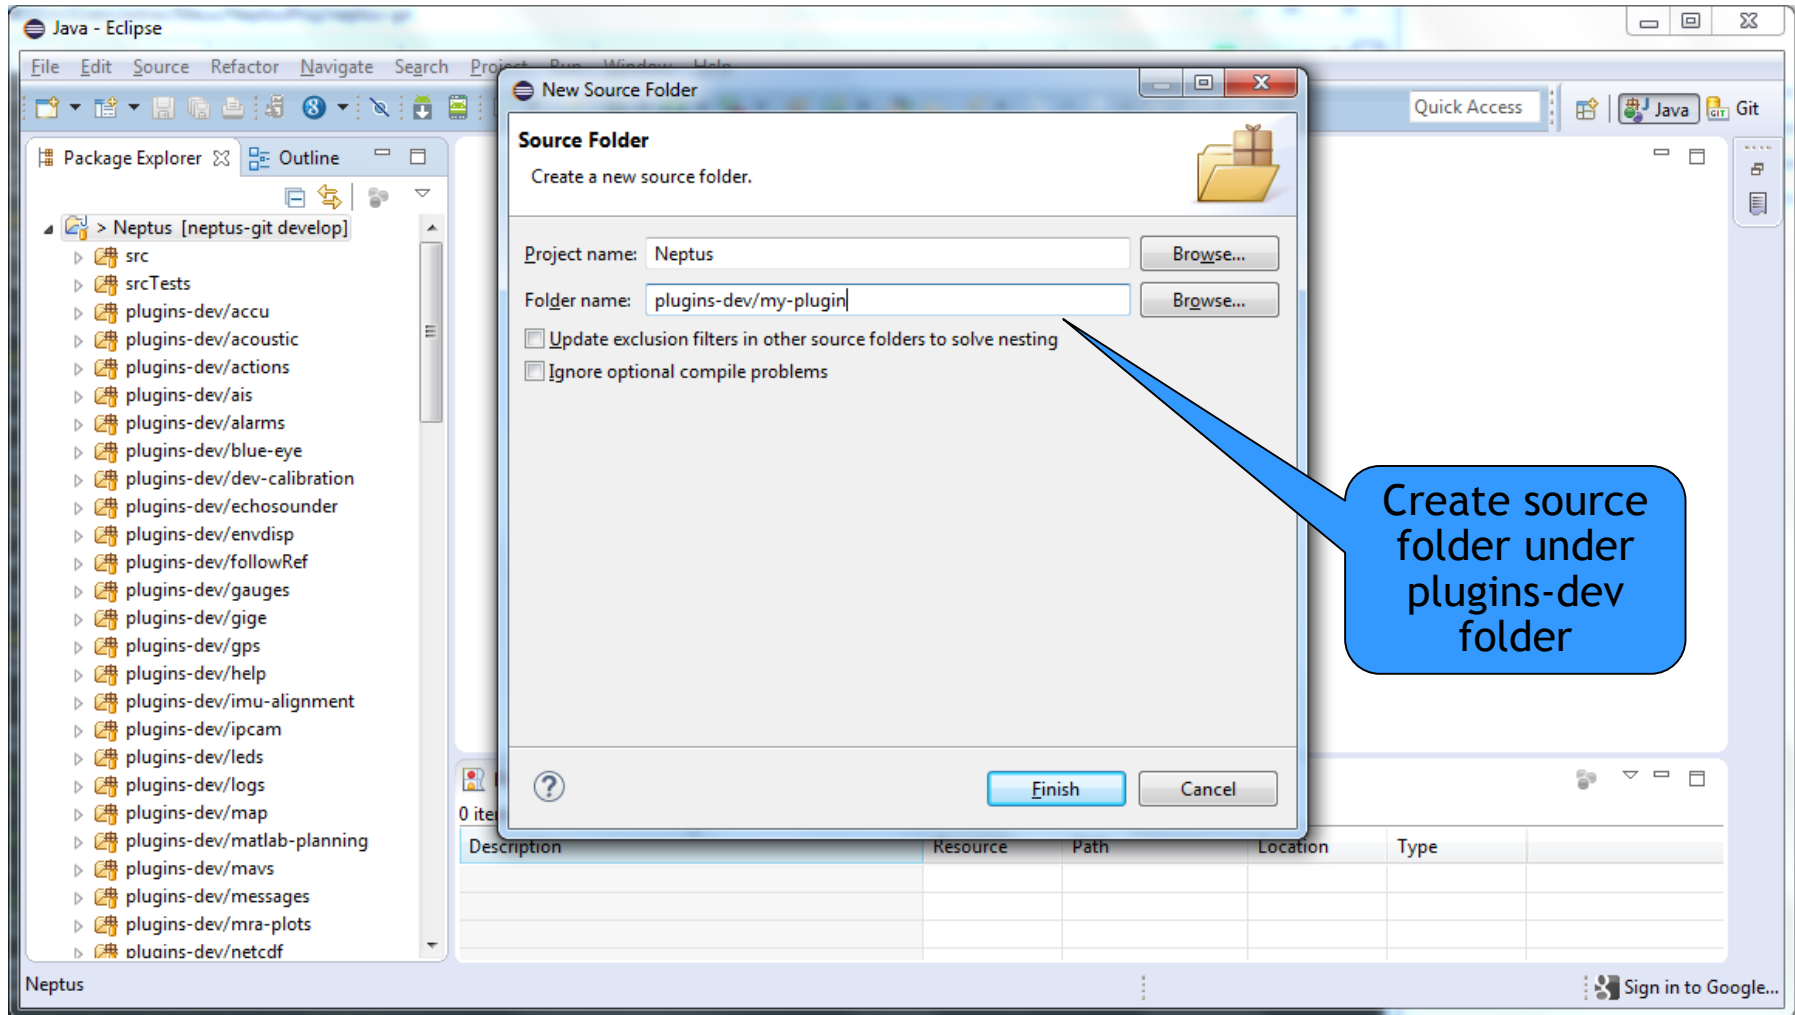 Java - Eclipse
File Edit Source Refactor Navigate Search Project Run Window Help
Quick Access
Java
Git
Package Explorer
Outline
> Neptus [neptus-git develop]
src
srcTests
plugins-dev/accu
plugins-dev/acoustic
plugins-dev/actions
plugins-dev/ais
plugins-dev/alarms
plugins-dev/blue-eye
plugins-dev/dev-calibration
plugins-dev/echosounder
plugins-dev/envdisp
plugins-dev/followRef
plugins-dev/gauges
plugins-dev/gige
plugins-dev/gps
plugins-dev/help
plugins-dev/imu-alignment
plugins-dev/ipcam
plugins-dev/leds
plugins-dev/logs
plugins-dev/map
plugins-dev/matlab-planning
plugins-dev/mavs
plugins-dev/messages
plugins-dev/mra-plots
plugins-dev/netcdf
New Source Folder
Source Folder
Create a new source folder.
Project name: Neptus Browse...
Folder name: plugins-dev/my-plugin Browse...
Update exclusion filters in other source folders to solve nesting
Ignore optional compile problems
Finish Cancel
Create source
folder under
plugins-dev
folder
0 ite
Description Resource Path Location Type
Neptus
Sign in to Google...